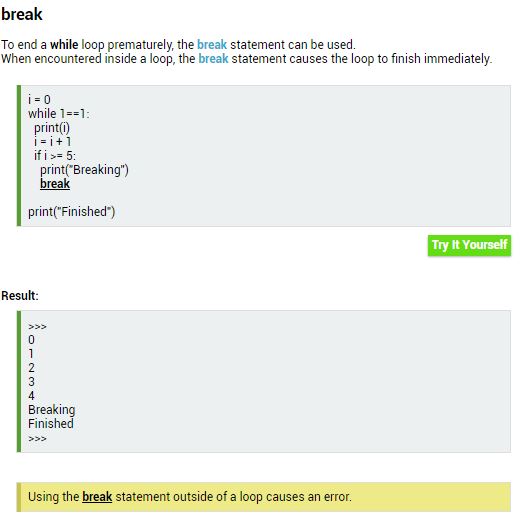 break
To end a while loop prematurely, the break statement can be used.
When encountered inside a loop, the break statement causes the loop to finish immediately.
i = 0
while 1==1:
  print(i)
  i = i + 1
  if i >= 5:
    print("Breaking")
    break
print("Finished")
Try It Yourself
Result:
>>>
0
1
2
3
4
Breaking
Finished
>>>
Using the break statement outside of a loop causes an error.